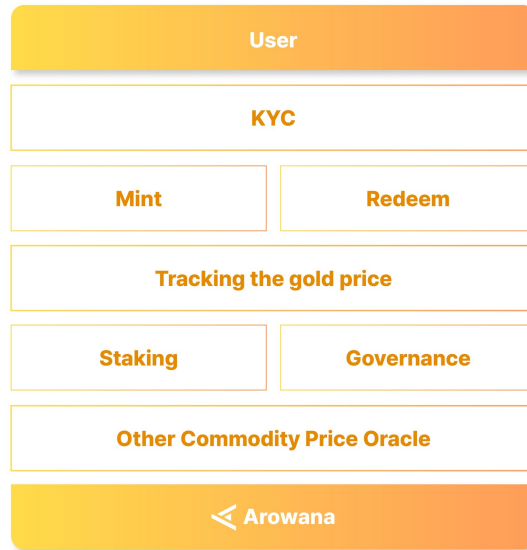 User
KYC
Mint
Redeem
Tracking the gold price
Staking
Governance
Other Commodity Price Oracle
Arowana